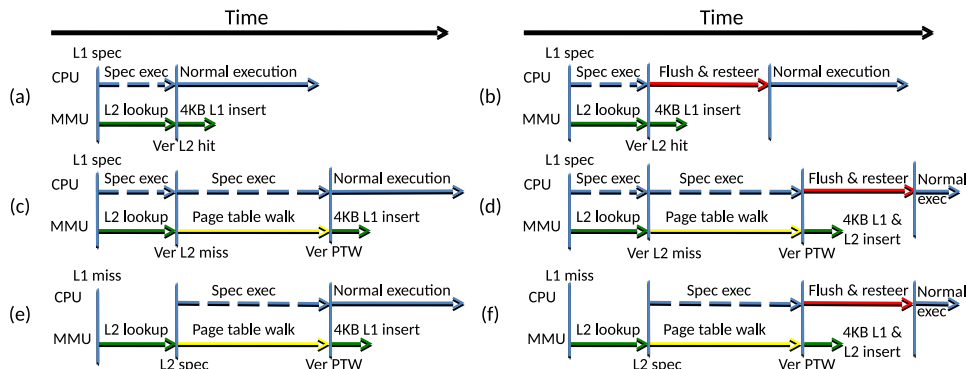 Time
Time
L1 spec
CPU
Spec exec
Normal execution
(a)
L2 lookup
4KB L1 insert
MMU
Ver L2 hit
L1 spec
CPU
Spec exec
Flush & resteer
Normal execution
(b)
L2 lookup
4KB L1 insert
MMU
Ver L2 hit
L1 spec
CPU
Spec exec
Spec exec
Normal execution
(c)
L2 lookup
Page table walk
4KB L1 insert
MMU
Ver L2 miss
Ver PTW
L1 spec
CPU
Spec exec
Spec exec
Flush & resteer
Normal
exec
(d)
L2 lookup
Page table walk
4KB L1 &
L2 insert
MMU
Ver L2 miss
Ver PTW
L1 miss
CPU
Spec exec
Normal execution
(e)
L2 lookup
Page table walk
4KB L1 insert
MMU
L2 spec
Ver PTW
L1 miss
CPU
Spec exec
Flush & resteer
Normal
exec
(f)
L2 lookup
Page table walk
4KB L1 &
L2 insert
MMU
L2 spec
Ver PTW